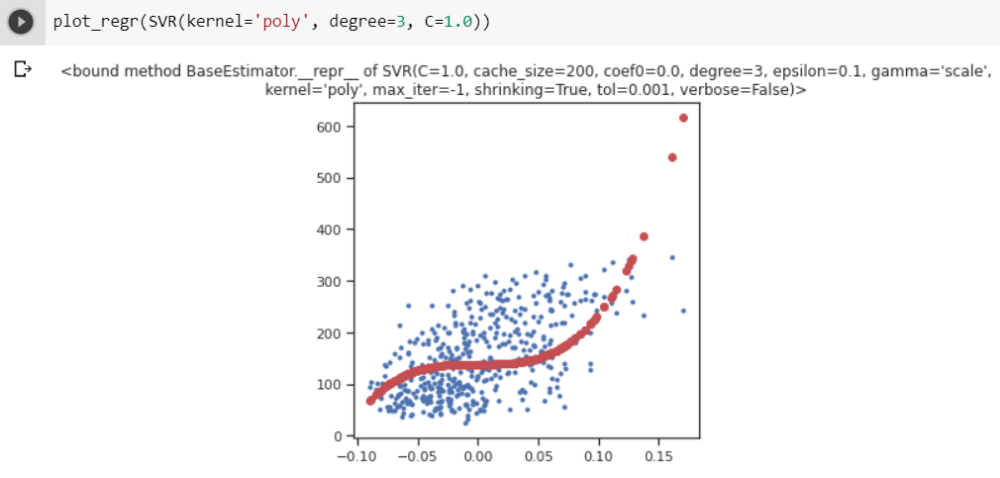 plot_regr(SVR(kernel='poly', degree=3, C=1.0))
<bound method BaseEstimator.__repr__ of SVR(C=1.0, cache_size=200, coef0=0.0, degree=3, epsilon=0.1, gamma='scale',
kernel='poly', max_iter=-1, shrinking=True, tol=0.001, verbose=False)>
600
500
400
300
200
100
0
−0.10 −0.05 0.00 0.05 0.10 0.15